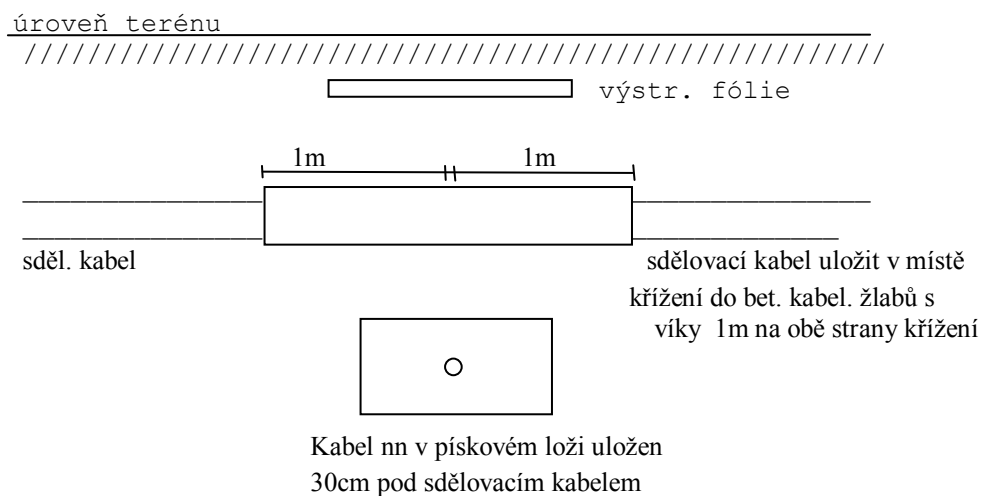 úroveň terénu
////////////////////////////////////////////////////////
výstr. fólie
1m 1m
sděl. kabel
sdělovací kabel uložit v místě
křížení do bet. kabel. žlabů s
víky 1m na obě strany křížení
Kabel nn v pískovém loži uložen
30cm pod sdělovacím kabelem